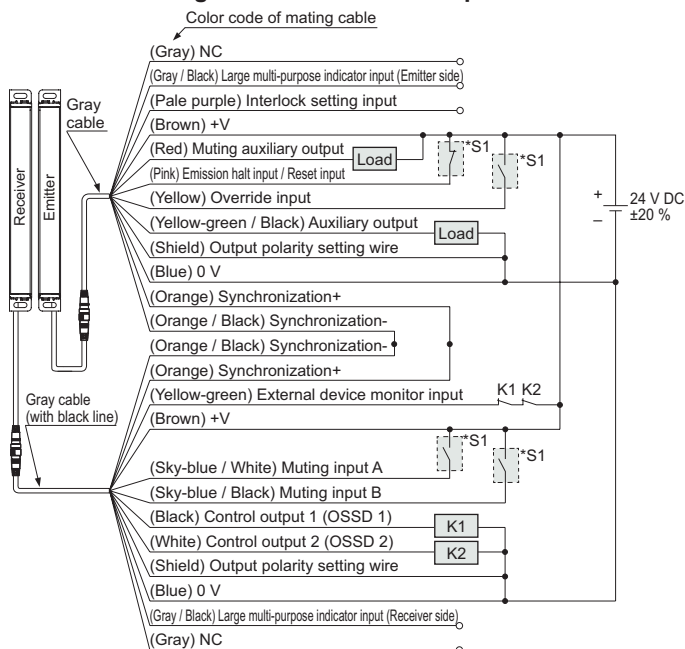 Color code of mating cable
(Gray) NC
(Gray / Black) Large multi-purpose indicator input (Emitter side)
(Pale purple) Interlock setting input
(Brown) +V
(Red) Muting auxiliary output
Load
*S1
*S1
(Pink) Emission halt input / Reset input
(Yellow) Override input
(Yellow-green / Black) Auxiliary output
Load
(Shield) Output polarity setting wire
(Blue) 0 V
+
–
24 V DC
±20 %
Gray
cable
Receiver
Emitter
(Orange) Synchronization+
(Orange / Black) Synchronization-
(Orange / Black) Synchronization-
(Orange) Synchronization+
(Yellow-green) External device monitor input
K1 K2
(Brown) +V
Gray cable
(with black line)
*S1
*S1
(Sky-blue / White) Muting input A
(Sky-blue / Black) Muting input B
(Black) Control output 1 (OSSD 1)
K1
(White) Control output 2 (OSSD 2)
K2
(Shield) Output polarity setting wire
(Blue) 0 V
(Gray / Black) Large multi-purpose indicator input (Receiver side)
(Gray) NC